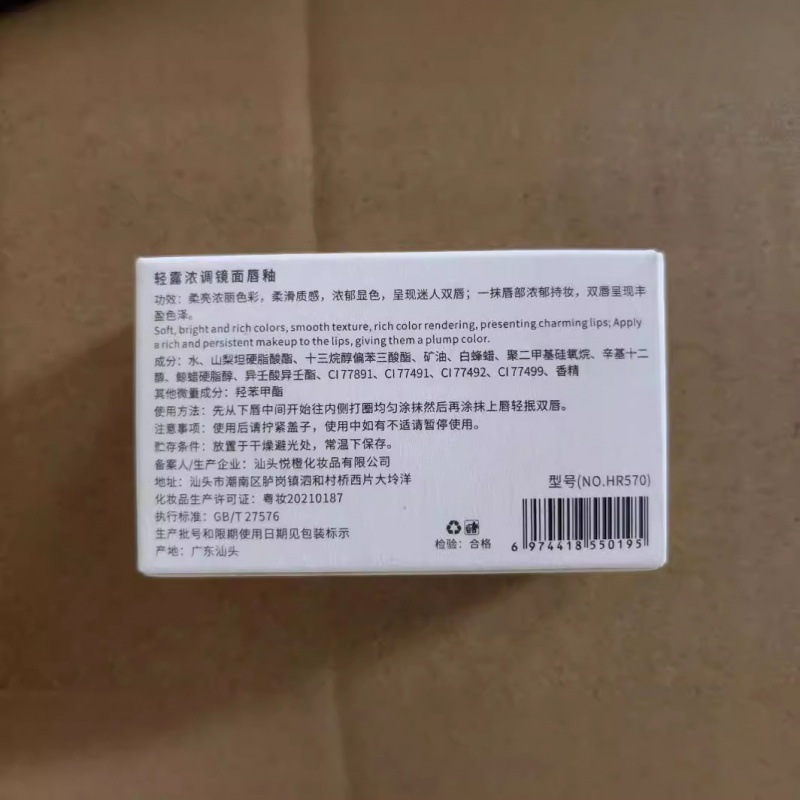 轻露浓调镜面唇釉
功效：柔亮浓丽色彩，柔滑质感，浓郁显色，呈现迷人双唇；一抹唇部浓郁持妆，双唇呈现丰
盈色泽。
Soft, bright and rich colors, smooth texture, rich color rendering, presenting charming lips; Apply
a rich and persistent makeup to the lips, giving them a plump color.
成分：水、山梨坦硬脂酸酯、十三烷醇偏苯三酸酯、矿油、白蜂蜡、聚二甲基硅氧烷、辛基十二
醇、鲸蜡硬脂醇、异壬酸异壬酯、CI 77891、CI 77491、CI 77492、CI 77499、香精
其他微量成分：羟苯甲酯
使用方法：先从下唇中间开始往内侧打圈均匀涂抹然后再涂抹上唇轻抿双唇。
注意事项：使用后请拧紧盖子，使用中如有不适请暂停使用。
贮存条件：放置于干燥避光处，常温下保存。
备案人/生产企业：汕头悦橙化妆品有限公司
地址：汕头市潮南区胪岗镇泗和村桥西片大坽洋
化妆品生产许可证：粤妆20210187
执行标准：GB/T 27576
生产批号和限期使用日期见包装标示
产地：广东汕头
型号(NO.HR570)
检验：合格
6 974418 550195